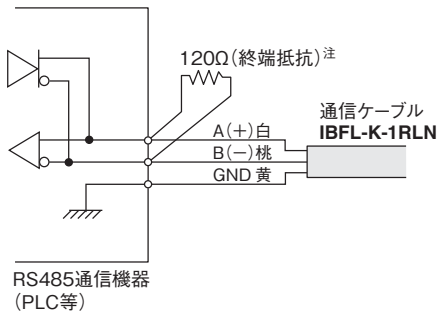 120Ω(終端抵抗)注
通信ケーブル
IBFL-K-1RLN
A(+)白
B(−)桃
GND 黄
RS485通信機器
(PLC等)